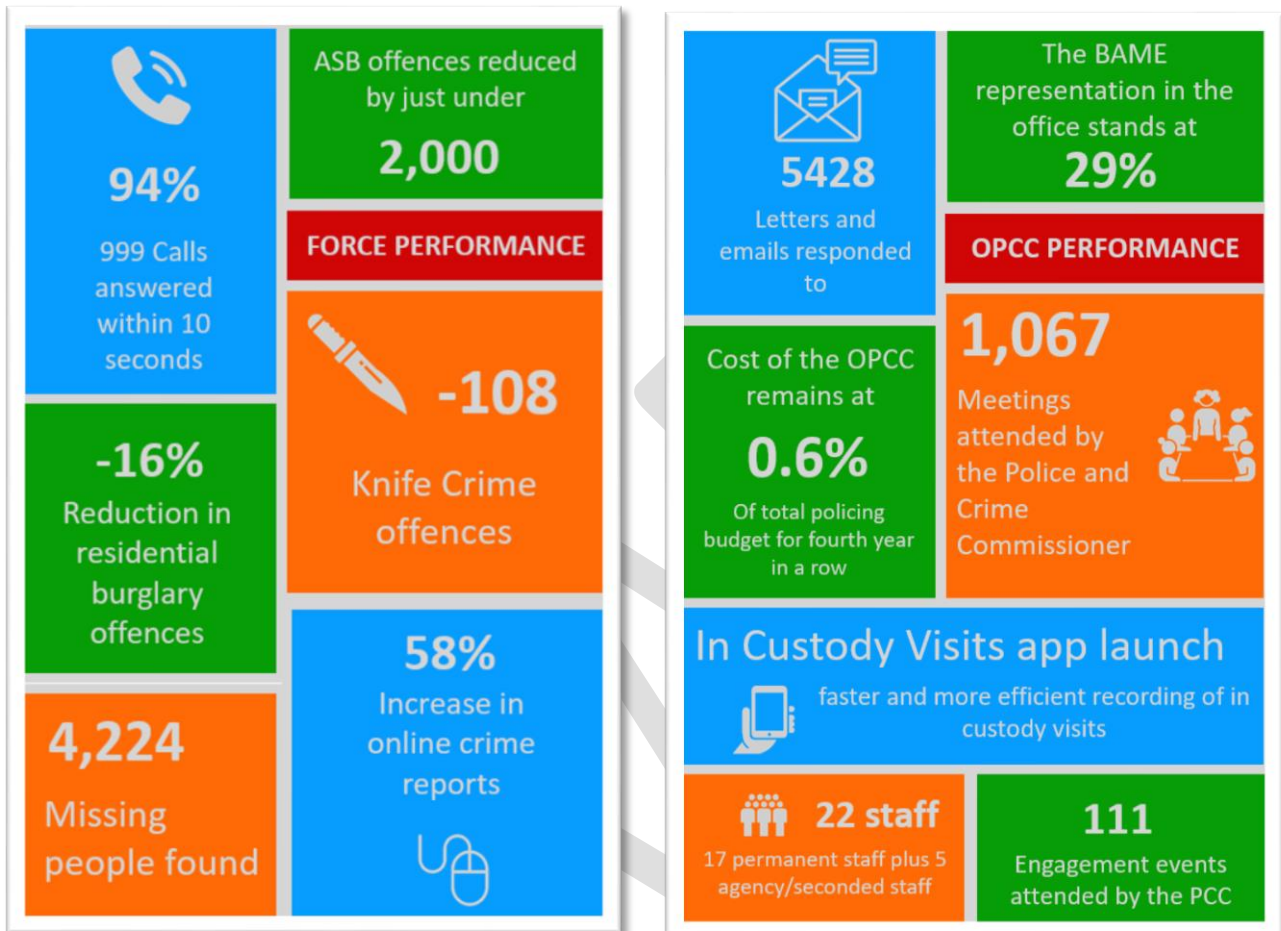 94%
999 Calls
answered
within 10
seconds
ASB offences reduced
by just under
2,000
FORCE PERFORMANCE
-108
Knife Crime
offences
-16%
Reduction in
residential
burglary
offences
58%
Increase in
online crime
reports
4,224
Missing
people found
5428
Letters and
emails responded
to
The BAME
representation in the
office stands at
29%
OPCC PERFORMANCE
Cost of the OPCC
remains at
0.6%
Of total policing
budget for fourth year
in a row
1,067
Meetings
attended by
the Police and
Crime
Commissioner
In Custody Visits app launch
faster and more efficient recording of in
custody visits
22 staff
17 permanent staff plus 5
agency/seconded staff
111
Engagement events
attended by the PCC